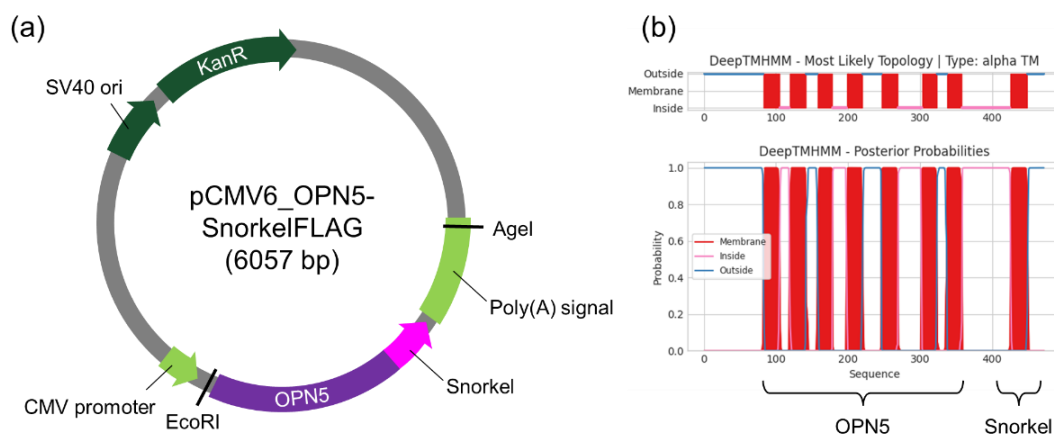 (a)
KanR
SV40 ori
pCMV6_OPN5-
SnorkelFLAG
(6057 bp)
AgeI
Poly(A) signal
Snorkel
OPN5
CMV promoter
EcoRI
(b)
DeepTMHMM - Most Likely Topology | Type: alpha TM
Outside
Membrane
Inside
0 100 200 300 400
DeepTMHMM - Posterior Probabilities
1.0
0.8
0.6
0.4
0.2
0.0
Probability
Membrane
Inside
Outside
0 100 200 300 400
Sequence
OPN5 Snorkel